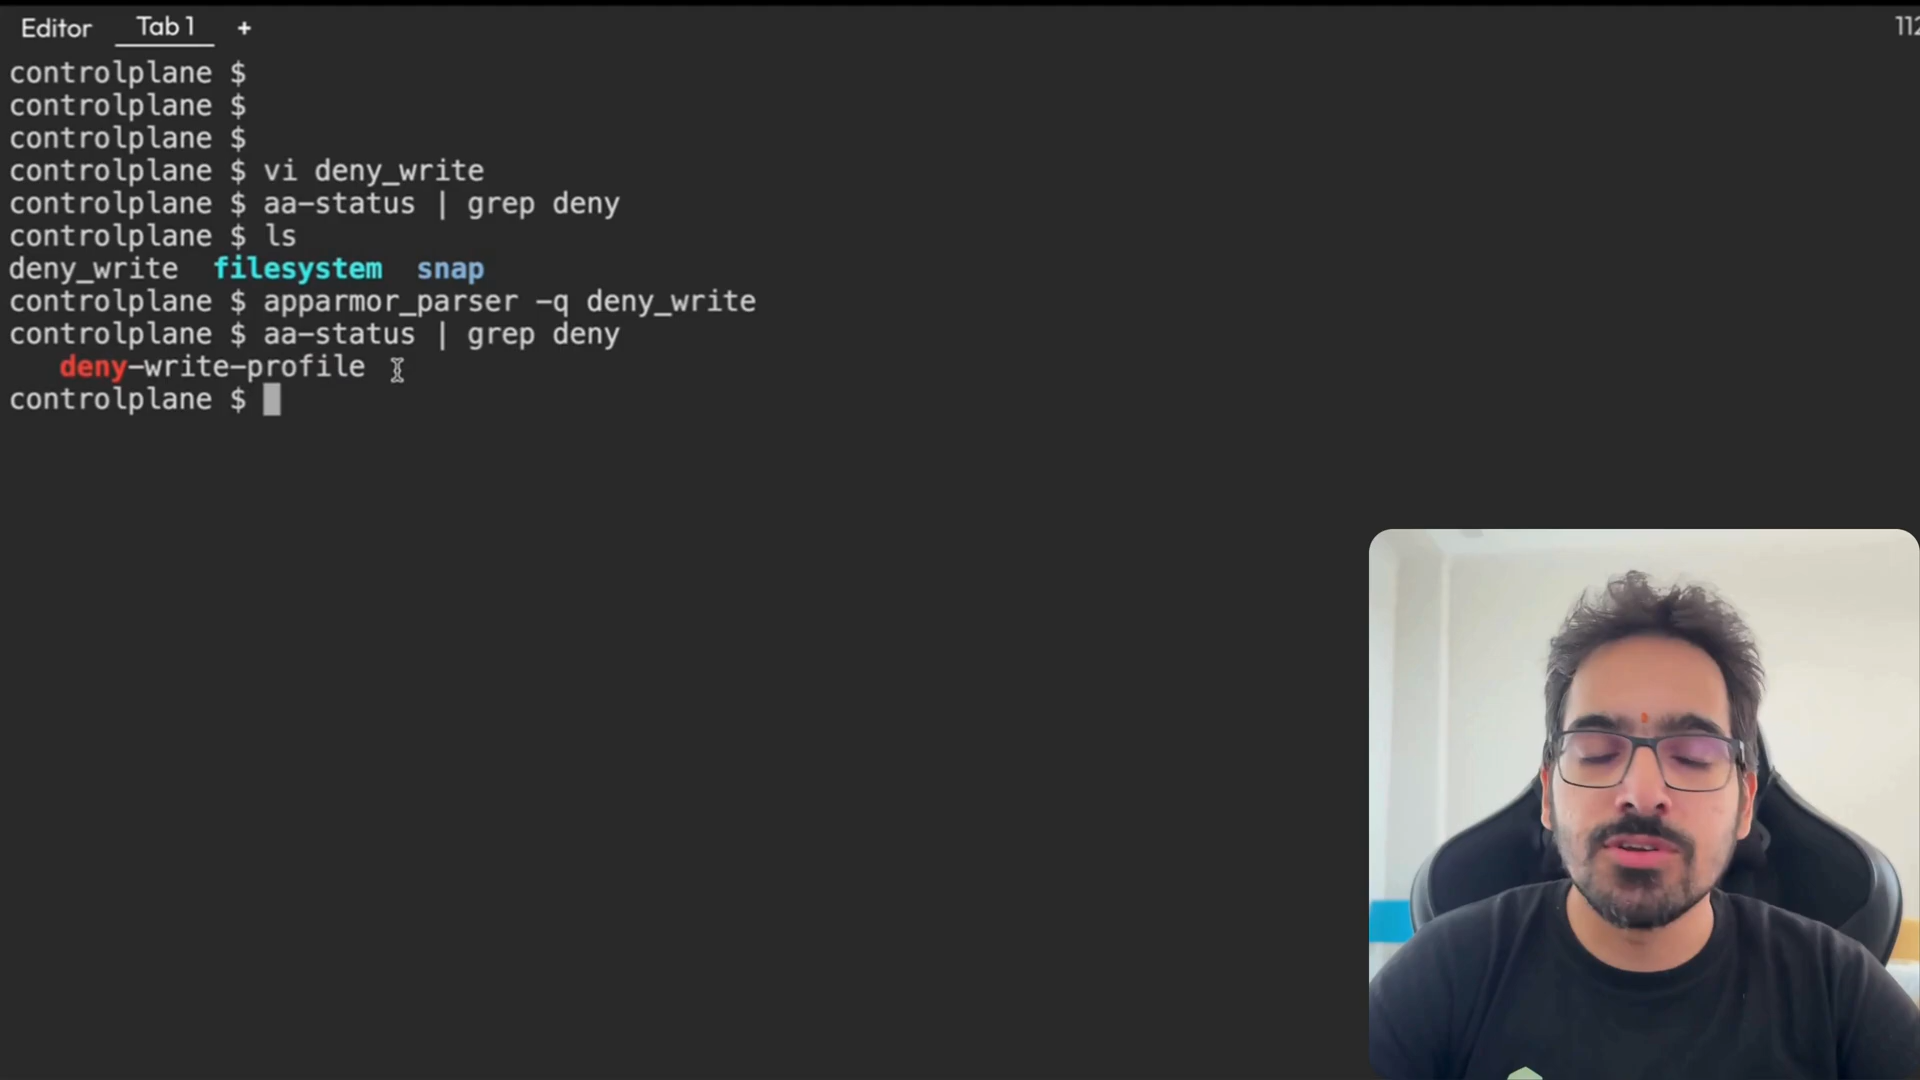 Editor Tab 1 + 112
controlplane $
controlplane $
controlplane $
controlplane $ vi deny_write
controlplane $ aa-status | grep deny
controlplane $ ls
deny_write filesystem snap
controlplane $ apparmor_parser -q deny_write
controlplane $ aa-status | grep deny
deny-write-profile
controlplane $